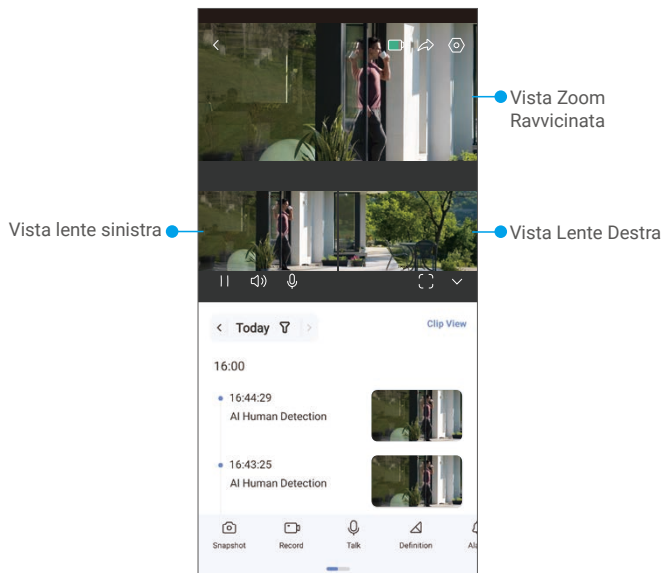 Vista Zoom
Ravvicinata
Vista lente sinistra
Vista Lente Destra
Today
Clip View
16:00
16:44:29
AI Human Detection
16:43:25
AI Human Detection
Snapshot
Record
Talk
Definition